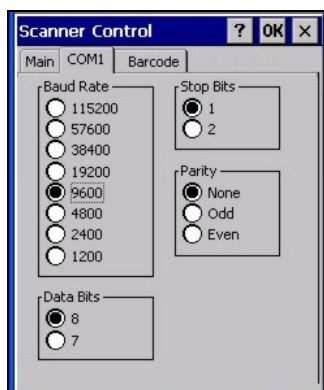 Scanner Control ? OK ×
Main COM1 Barcode
Baud Rate
115200
57600
38400
19200
9600
4800
2400
1200
Stop Bits
1
2
Parity
None
Odd
Even
Data Bits
8
7